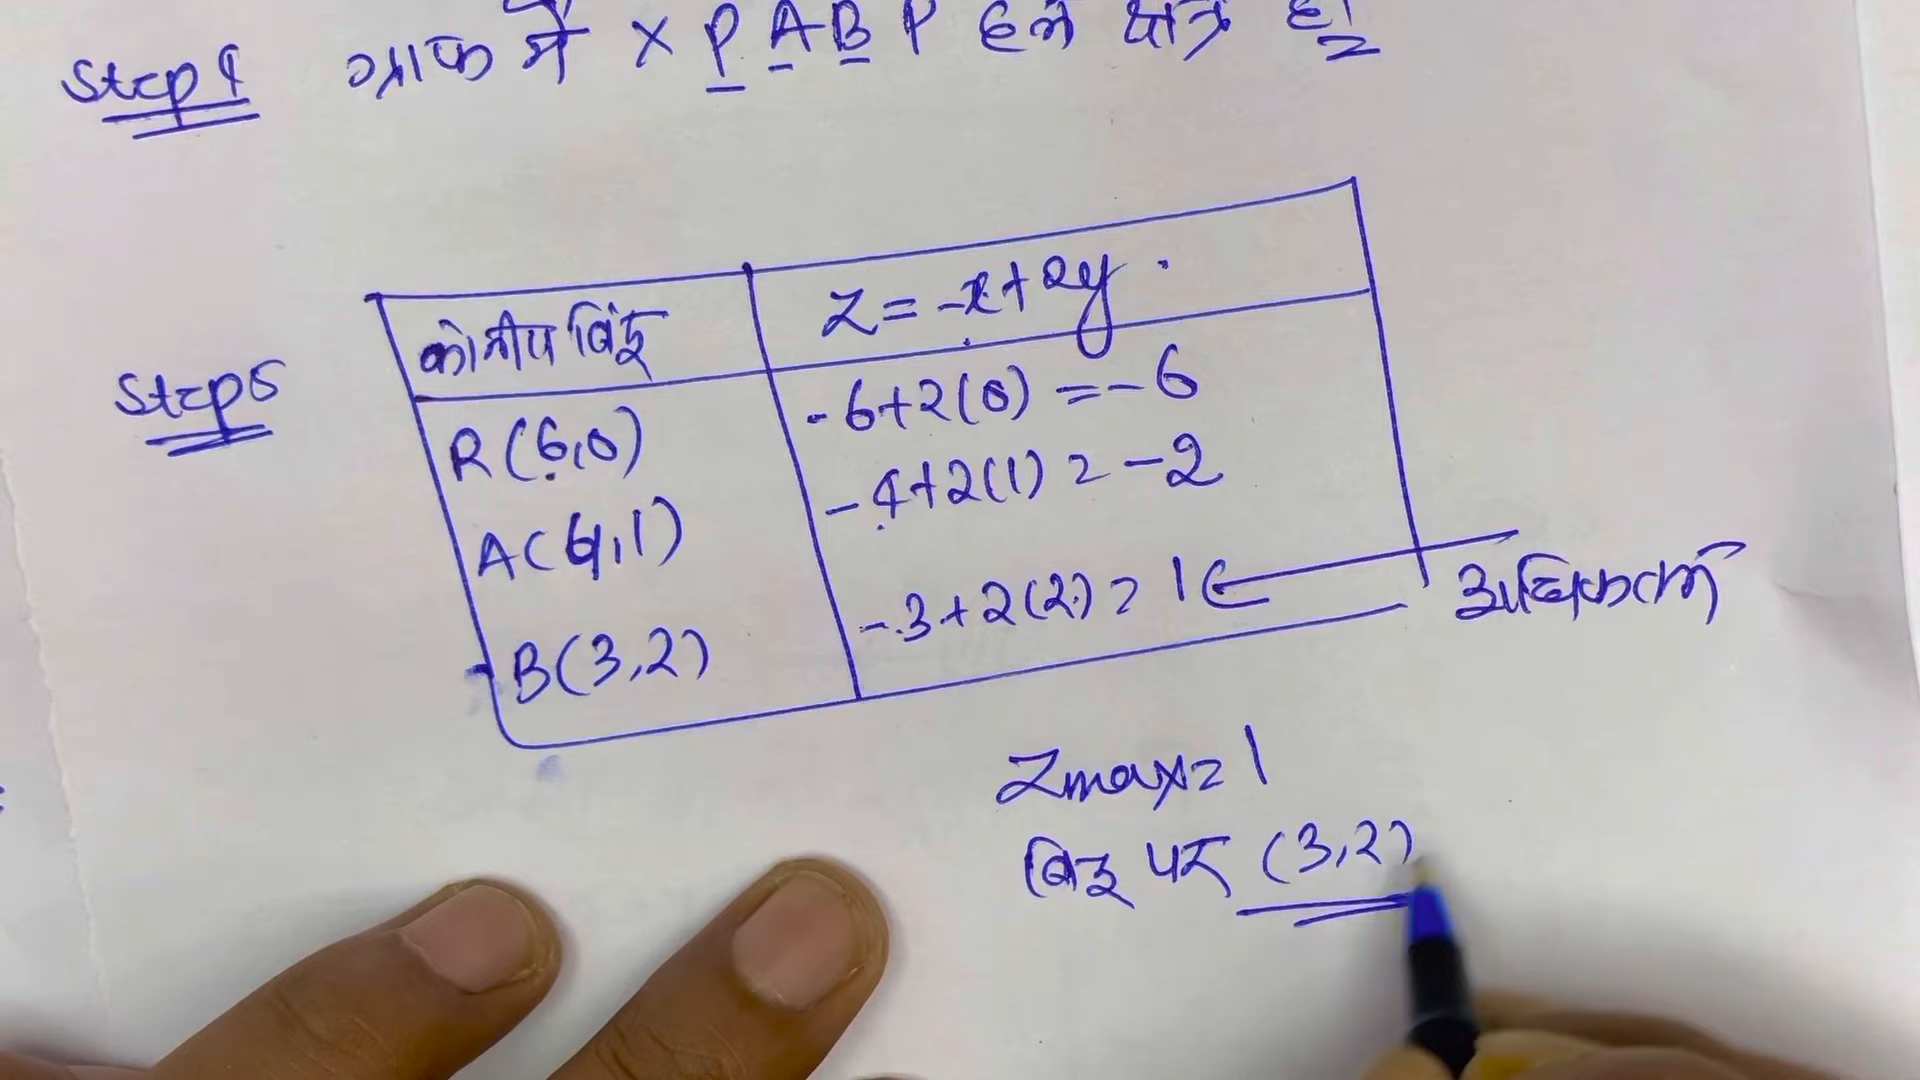 Step 4 ग्राफ में x P A B P हल क्षेत्र है।
कोनीय बिंदु Z = -x + 2y
Step 5
R(6,0) -6+2(0) = -6
A(4,1) -4+2(1) = -2
B(3,2) -3+2(2) = 1 ← अधिकतम
Zmax = 1
बिंदु पर (3,2)